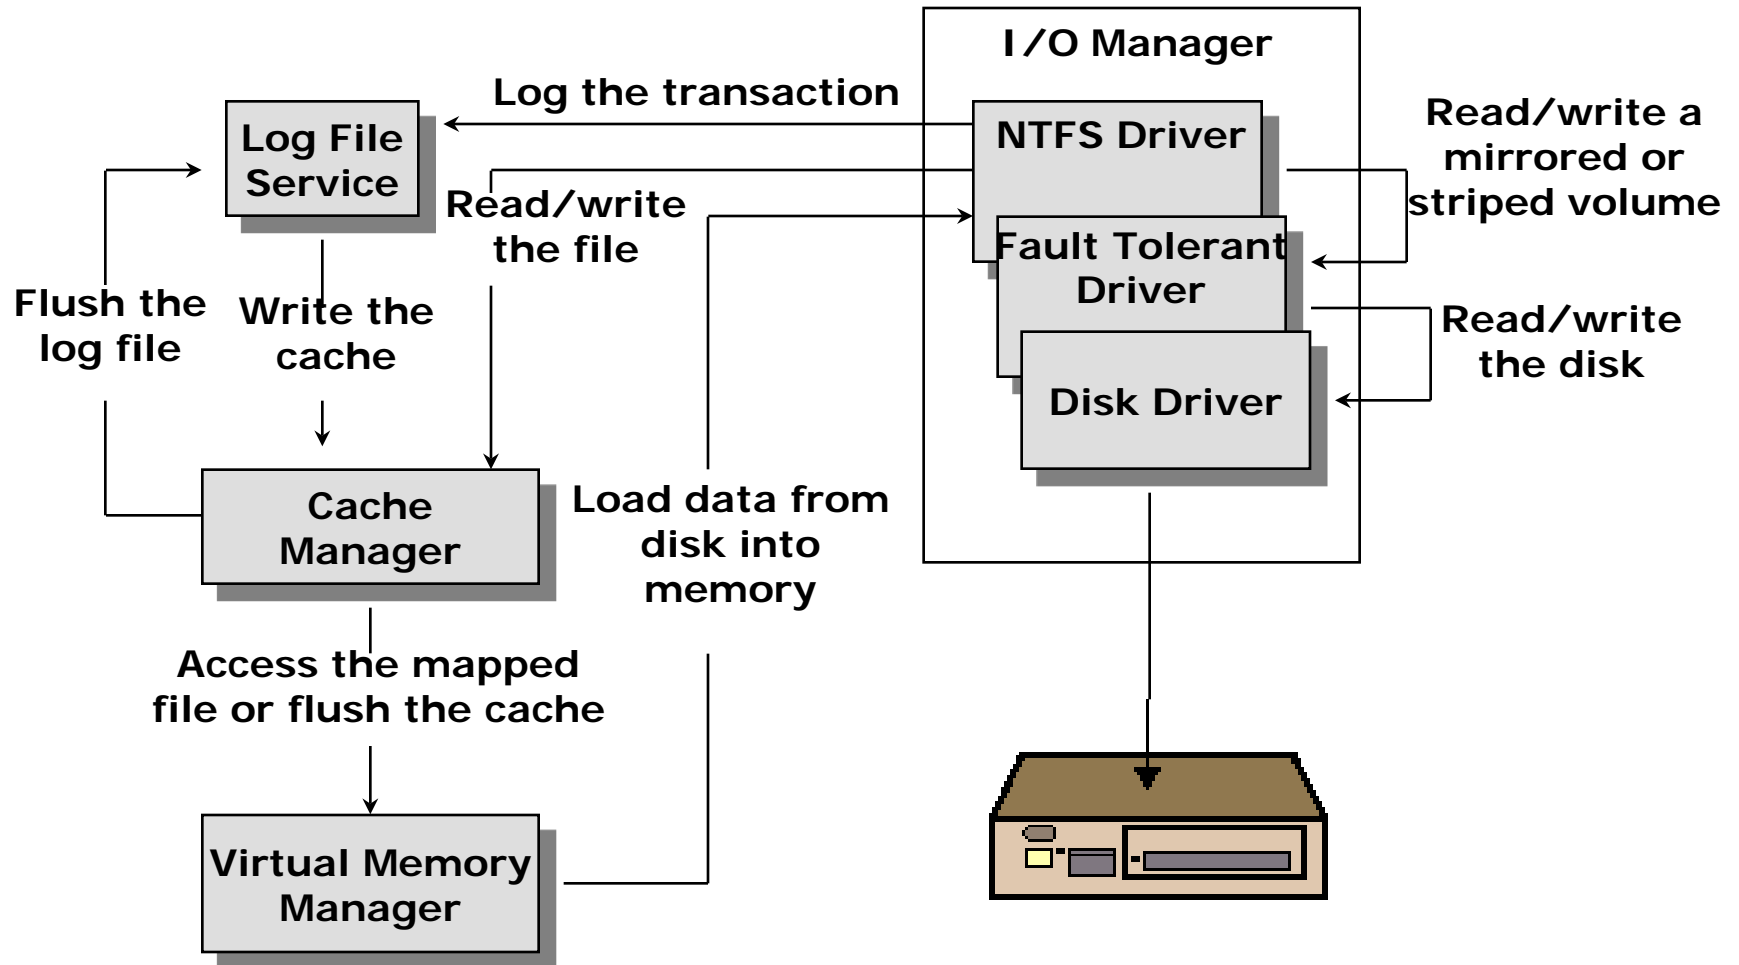 I/O Manager
Log the transaction
NTFS Driver
Read/write a
mirrored or
striped volume
Log File
Service
Read/write
the file
Fault Tolerant
Driver
Flush the
log file
Write the
cache
Read/write
the disk
Disk Driver
Cache
Manager
Load data from
disk into
memory
Access the mapped
file or flush the cache
Virtual Memory
Manager